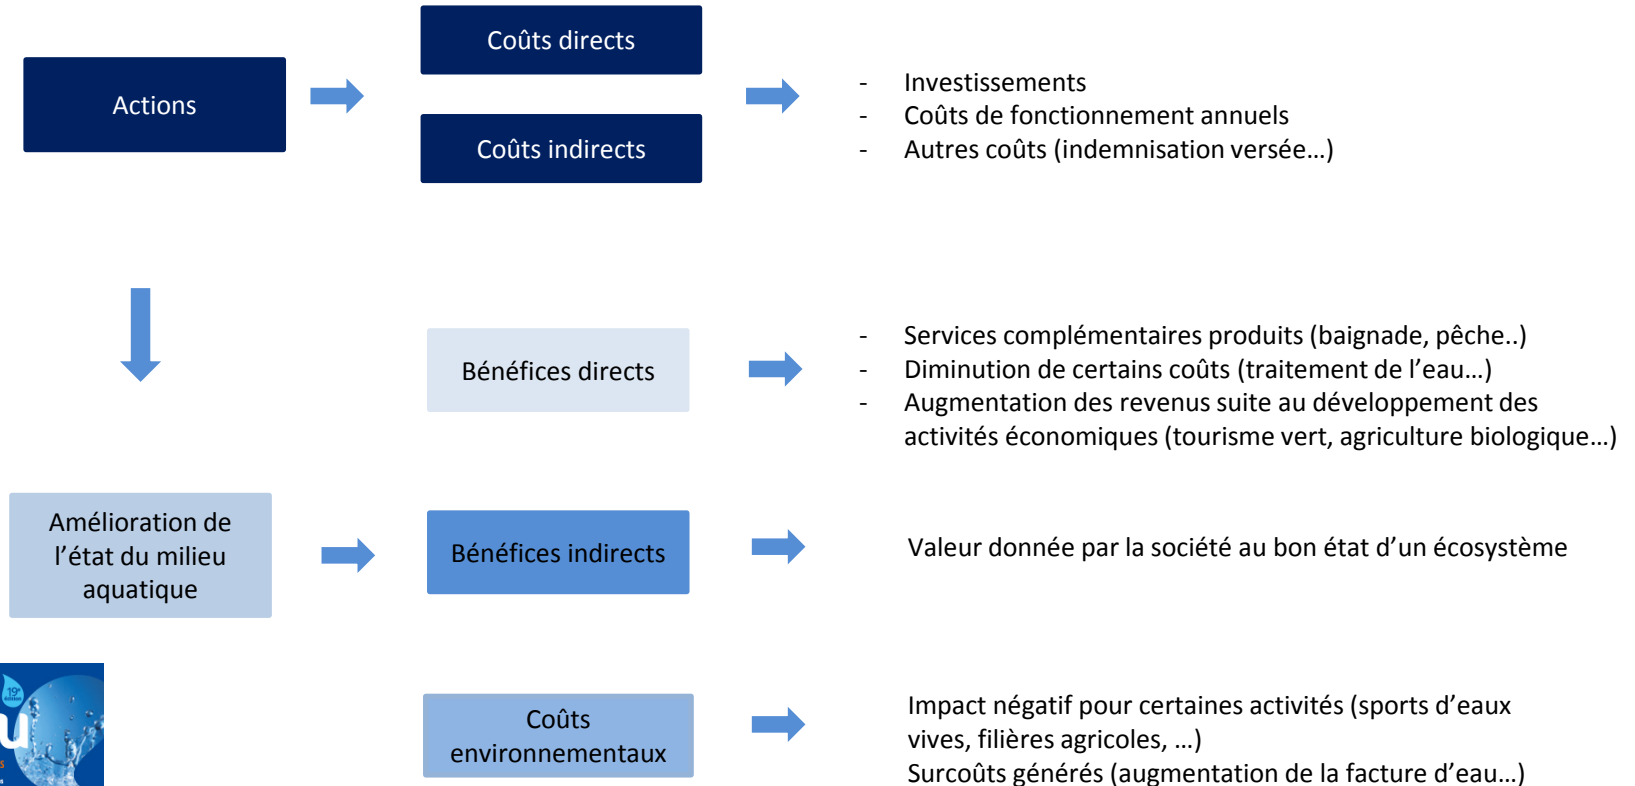 Coûts directs
Actions
Coûts indirects
- Investissements
- Coûts de fonctionnement annuels
- Autres coûts (indemnisation versée…)
Bénéfices directs
- Services complémentaires produits (baignade, pêche..)
- Diminution de certains coûts (traitement de l’eau…)
- Augmentation des revenus suite au développement des
activités économiques (tourisme vert, agriculture biologique…)
Amélioration de
l’état du milieu
aquatique
Bénéfices indirects
Valeur donnée par la société au bon état d’un écosystème
19e
u
Coûts
environnementaux
Impact négatif pour certaines activités (sports d’eaux
vives, filières agricoles, …)
Surcoûts générés (augmentation de la facture d’eau…)